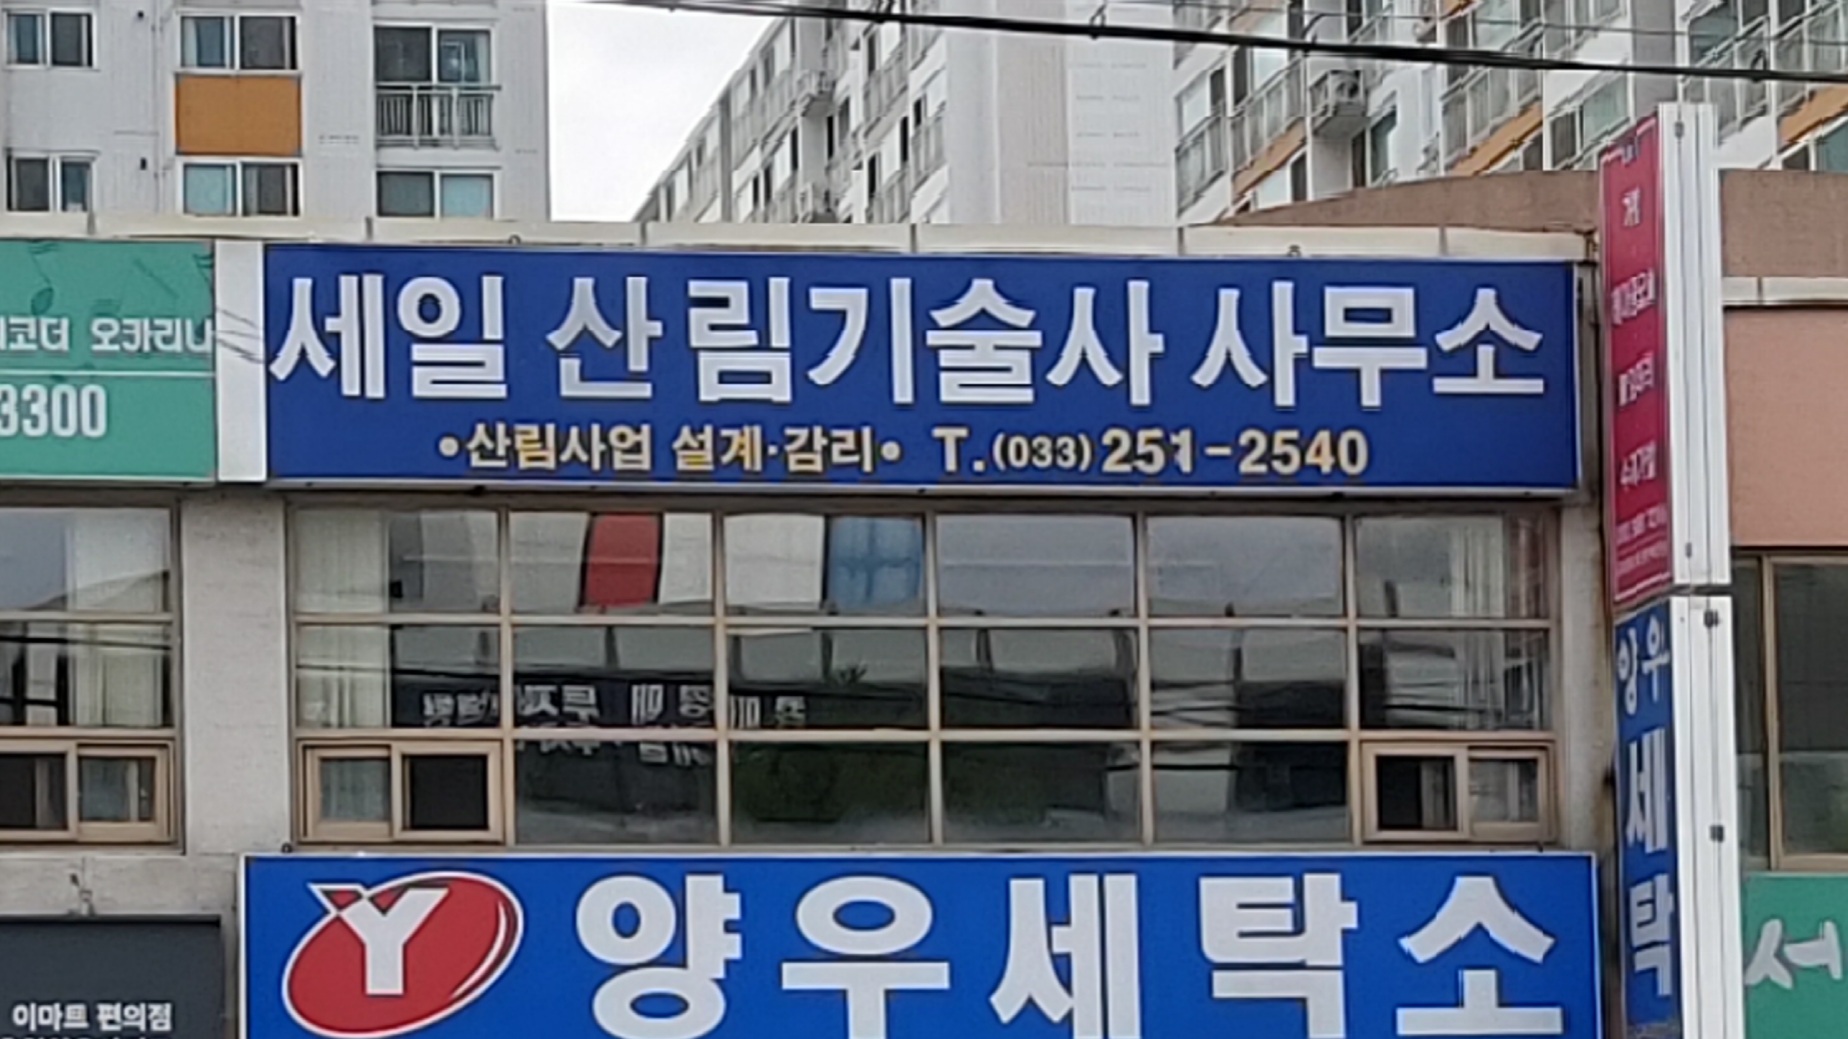 코더 오카리나
3300
세일 산림기술사 사무소
•산림사업 설계·감리• T.(033)251-2540
Y 양우세탁소
양우세탁
이마트 편의점
서